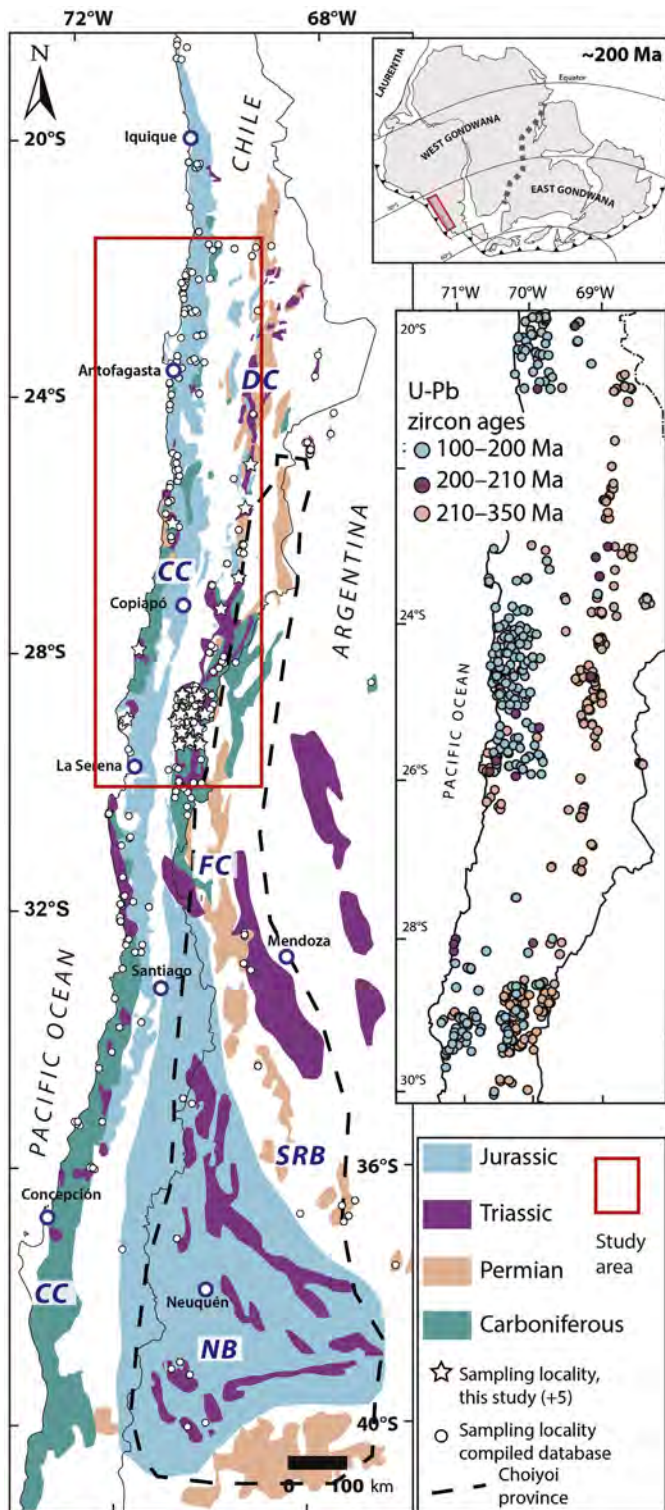 72°W
68°W
N
20°S
24°S
28°S
32°S
36°S
40°S
Iquique
CHILE
Antofagasta
DC
CC
Copiapó
ARGENTINA
La Serena
FC
Mendoza
Santiago
PACIFIC OCEAN
SRB
Concepción
CC
Neuquén
NB
0 100 km
~200 Ma
LAURENTIA
Equator
WEST GONDWANA
EAST GONDWANA
71°W
70°W
69°W
20°S
U-Pb
zircon ages
100–200 Ma
200–210 Ma
210–350 Ma
24°S
PACIFIC OCEAN
26°S
28°S
30°S
Jurassic
Triassic
Permian
Carboniferous
Study
area
Sampling locality,
this study (+5)
Sampling locality
compiled database
Choiyoi
province